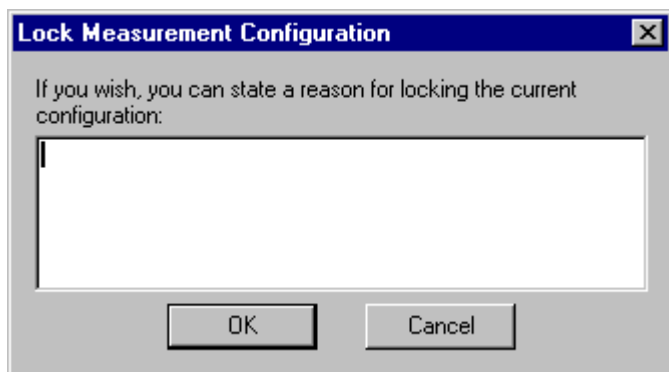 Lock Measurement Configuration
If you wish, you can state a reason for locking the current
configuration:
OK
Cancel